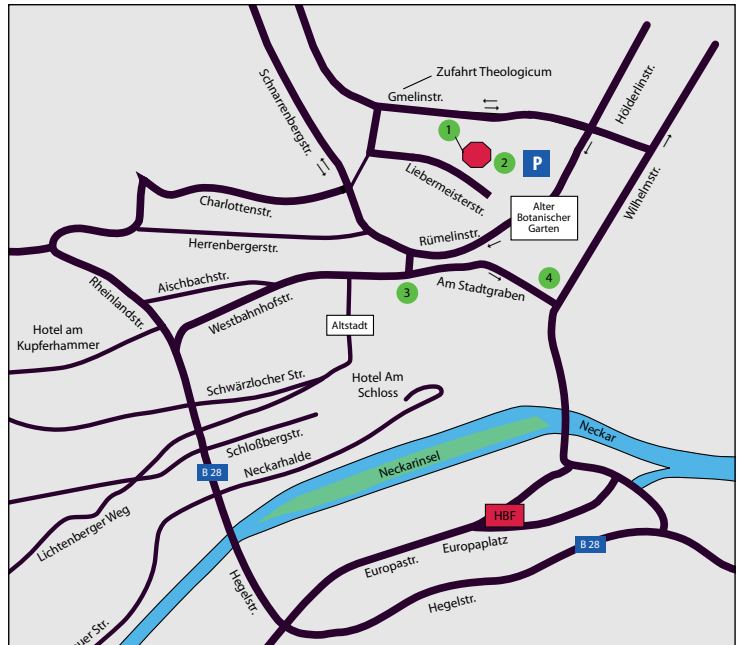 Zufahrt Theologicum
Gmelinstr.
Hölderlinstr.
Schnarrenbergstr.
1
2
P
Liebermeisterstr.
Wilhelmstr.
Charlottenstr.
Alter
Botanischer
Garten
Herrenbergerstr.
Rümelinstr.
Rheinlandstr.
Aischbachstr.
Westbahnhofstr.
3
Am Stadtgraben
4
Hotel am
Kupferhammer
Altstadt
Schwärzlocher Str.
Hotel Am
Schloss
Schloßbergstr.
Neckarhalde
B 28
Neckarinsel
Neckar
Lichtenberger Weg
HBF
Europaplatz
Europastr.
B 28
Hegelstr.
Hegelstr.
uer Str.